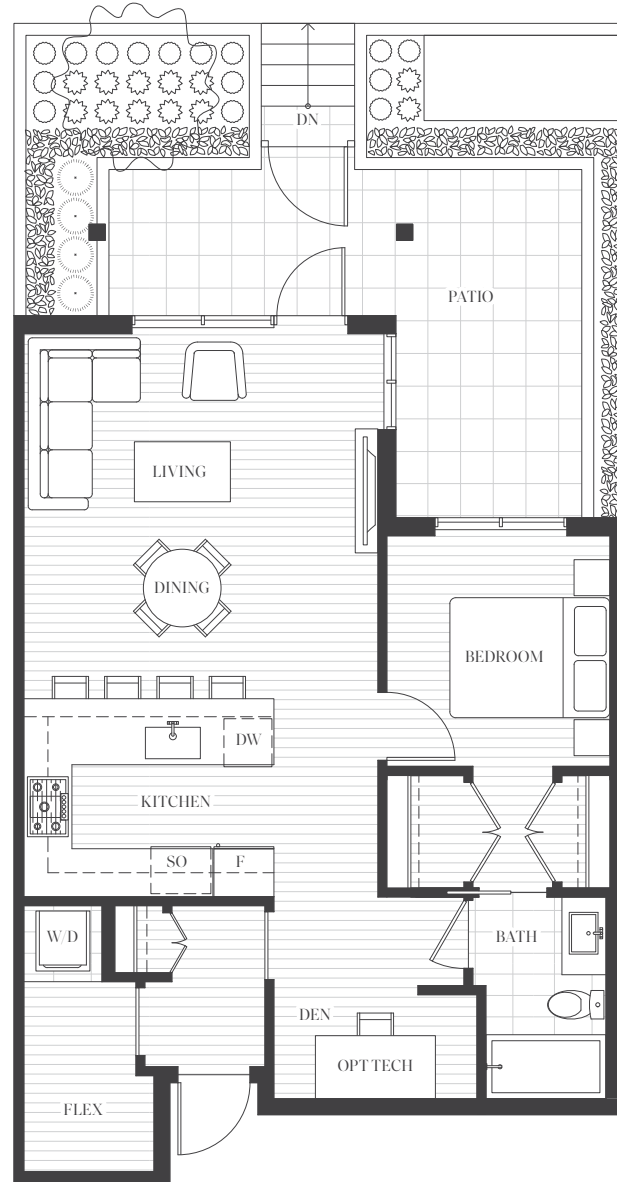 DN
PATIO
LIVING
DINING
BEDROOM
DW
KITCHEN
SO
F
W/D
BATH
DEN
OPT TECH
FLEX